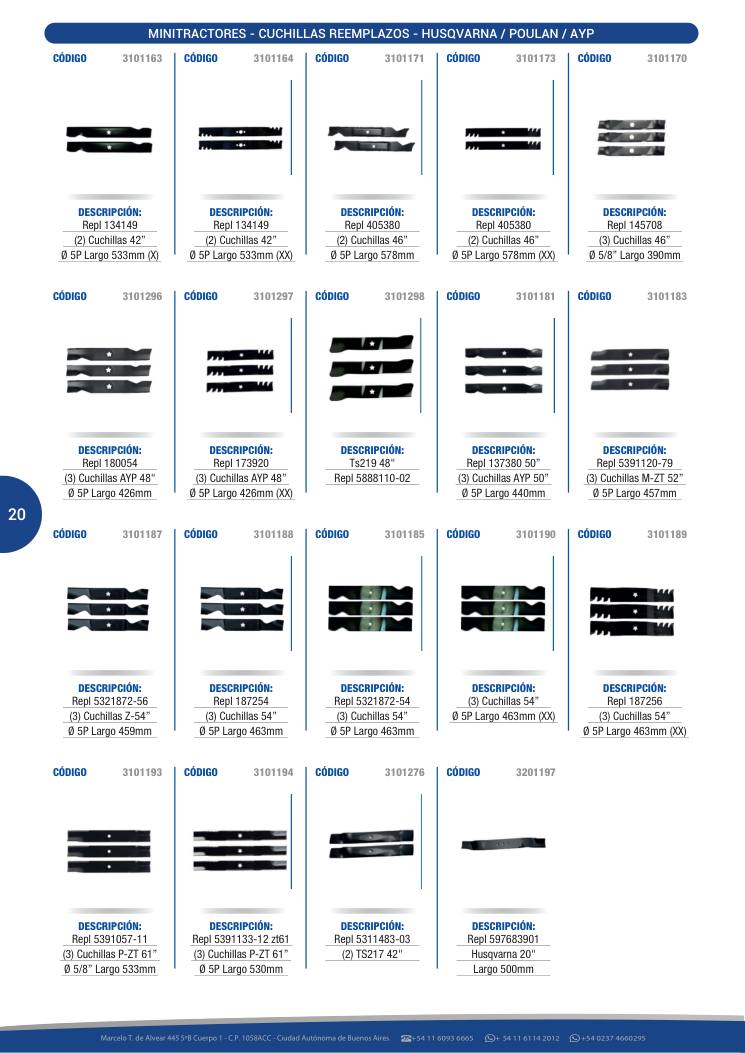 MINITRACTORES - CUCHILLAS REEMPLAZOS - HUSQVARNA / POULAN / AYP
CÓDIGO 3101163
DESCRIPCIÓN:
Repl 134149
(2) Cuchillas 42”
Ø 5P Largo 533mm (X)
CÓDIGO 3101164
DESCRIPCIÓN:
Repl 134149
(2) Cuchillas 42”
Ø 5P Largo 533mm (XX)
CÓDIGO 3101171
DESCRIPCIÓN:
Repl 405380
(2) Cuchillas 46”
Ø 5P Largo 578mm
CÓDIGO 3101173
DESCRIPCIÓN:
Repl 405380
(2) Cuchillas 46”
Ø 5P Largo 578mm (XX)
CÓDIGO 3101170
DESCRIPCIÓN:
Repl 145708
(3) Cuchillas 46”
Ø 5/8” Largo 390mm
CÓDIGO 3101296
DESCRIPCIÓN:
Repl 180054
(3) Cuchillas AYP 48"
Ø 5P Largo 426mm
CÓDIGO 3101297
DESCRIPCIÓN:
Repl 173920
(3) Cuchillas AYP 48”
Ø 5P Largo 426mm (XX)
CÓDIGO 3101298
DESCRIPCIÓN:
Ts219 48"
Repl 5888110-02
CÓDIGO 3101181
DESCRIPCIÓN:
Repl 137380 50”
(3) Cuchillas AYP 50”
Ø 5P Largo 440mm
CÓDIGO 3101183
DESCRIPCIÓN:
Repl 5391120-79
(3) Cuchillas M-ZT 52”
Ø 5P Largo 457mm
20
CÓDIGO 3101187
DESCRIPCIÓN:
Repl 5321872-56
(3) Cuchillas Z-54”
Ø 5P Largo 459mm
CÓDIGO 3101188
DESCRIPCIÓN:
Repl 187254
(3) Cuchillas 54”
Ø 5P Largo 463mm
CÓDIGO 3101185
DESCRIPCIÓN:
Repl 5321872-54
(3) Cuchillas 54”
Ø 5P Largo 463mm
CÓDIGO 3101190
DESCRIPCIÓN:
(3) Cuchillas 54”
Ø 5P Largo 463mm (XX)
CÓDIGO 3101189
DESCRIPCIÓN:
Repl 187256
(3) Cuchillas 54”
Ø 5P Largo 463mm (XX)
CÓDIGO 3101193
DESCRIPCIÓN:
Repl 5391057-11
(3) Cuchillas P-ZT 61”
Ø 5/8” Largo 533mm
CÓDIGO 3101194
DESCRIPCIÓN:
Repl 5391133-12 zt61
(3) Cuchillas P-ZT 61”
Ø 5P Largo 530mm
CÓDIGO 3101276
DESCRIPCIÓN:
Repl 5311483-03
(2) TS217 42"
CÓDIGO 3201197
DESCRIPCIÓN:
Repl 597683901
Husqvarna 20"
Largo 500mm
Marcelo T. de Alvear 445 5ºB Cuerpo 1 - C.P. 1058ACC - Ciudad Autónoma de Buenos Aires. +54 11 6093 6665 + 54 11 6114 2012 +54 0237 4660295